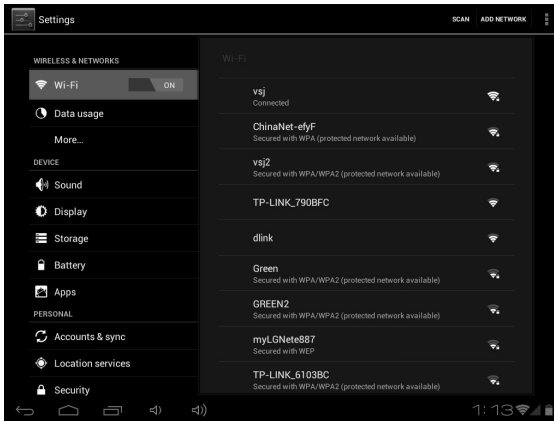 Settings
SCAN ADD NETWORK
WIRELESS & NETWORKS
Wi-Fi ON
Data usage
More...
DEVICE
Sound
Display
Storage
Battery
Apps
PERSONAL
Accounts & sync
Location services
Security
Wi-Fi
vsj
Connected
ChinaNet-efyF
Secured with WPA (protected network available)
vsj2
Secured with WPA/WPA2 (protected network available)
TP-LINK_790BFC
dlink
Green
Secured with WPA/WPA2 (protected network available)
GREEN2
Secured with WPA/WPA2 (protected network available)
myLGNete887
Secured with WEP
TP-LINK_6103BC
Secured with WPA/WPA2 (protected network available)
1:13